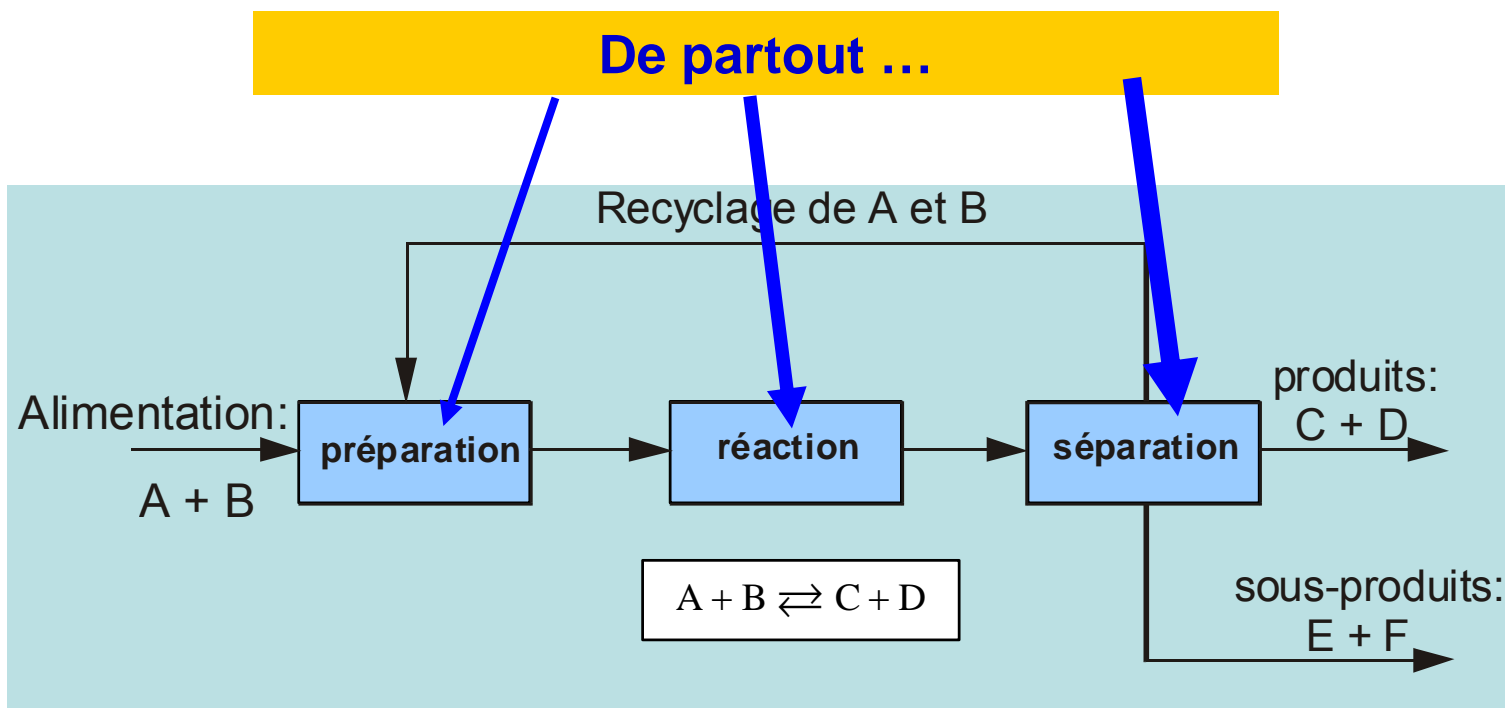 De partout …
Recyclage de A et B
Alimentation:
A + B
préparation
réaction
séparation
produits:
C + D
A + B ⇄ C + D
sous-produits:
E + F